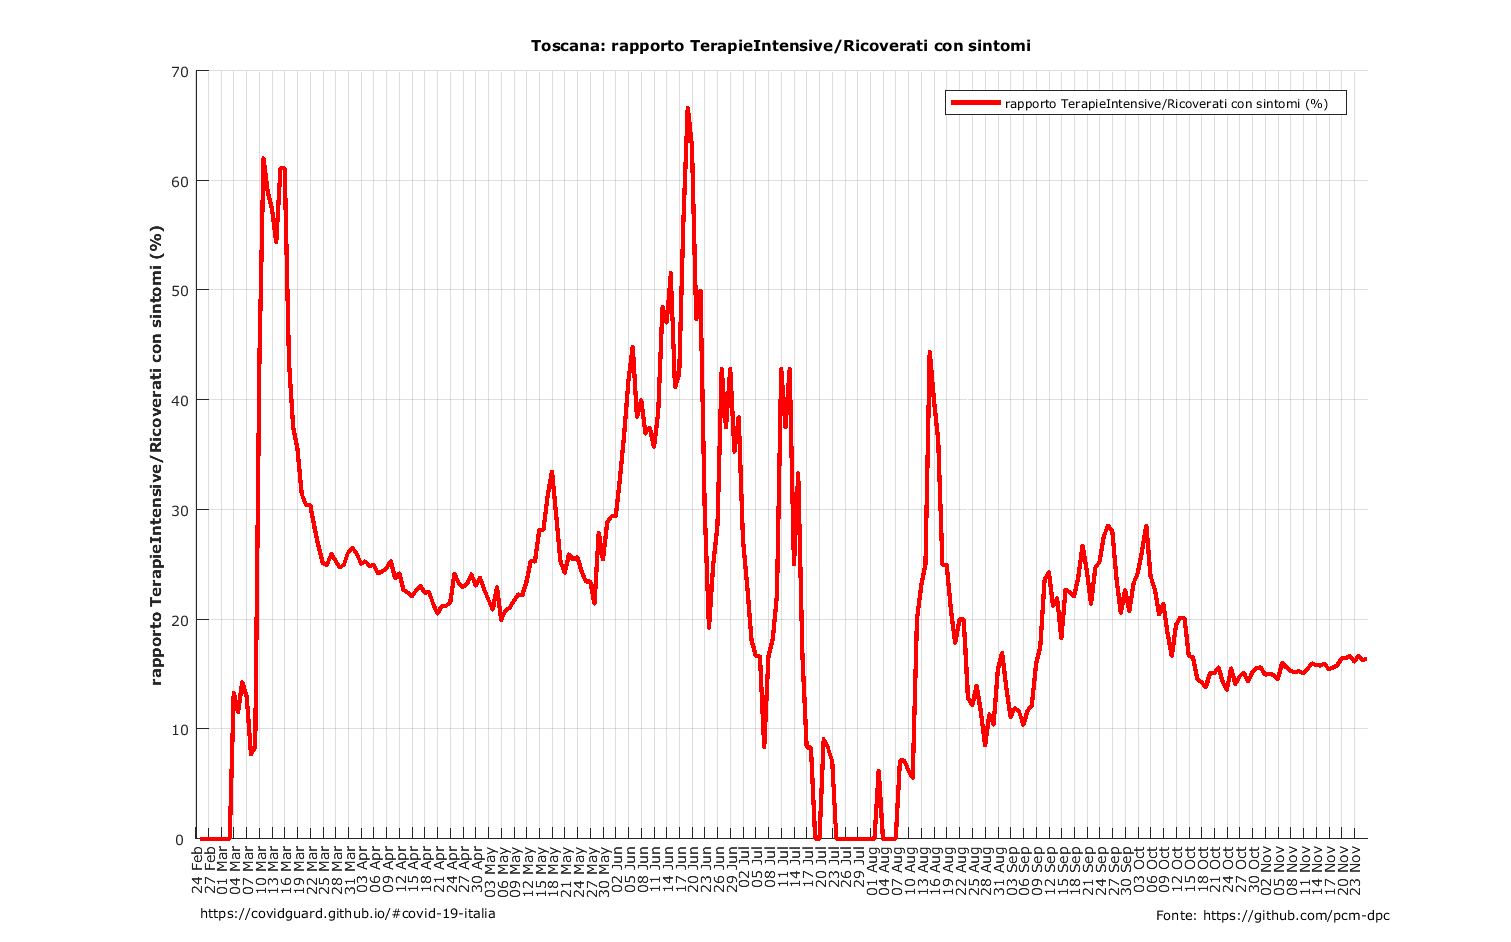 Toscana: rapporto TerapieIntensive/Ricoverati con sintomi
rapporto TerapieIntensive/Ricoverati con sintomi (%)
rapporto TerapieIntensive/Ricoverati con sintomi (%)
70
60
50
40
30
20
10
0
24 Feb
27 Feb
01 Mar
04 Mar
07 Mar
10 Mar
13 Mar
16 Mar
19 Mar
22 Mar
25 Mar
28 Mar
31 Mar
03 Apr
06 Apr
09 Apr
12 Apr
15 Apr
18 Apr
21 Apr
24 Apr
27 Apr
30 Apr
03 May
06 May
09 May
12 May
15 May
18 May
21 May
24 May
27 May
30 May
02 Jun
05 Jun
08 Jun
11 Jun
14 Jun
17 Jun
20 Jun
23 Jun
26 Jun
29 Jun
02 Jul
05 Jul
08 Jul
11 Jul
14 Jul
17 Jul
20 Jul
23 Jul
26 Jul
29 Jul
01 Aug
04 Aug
07 Aug
10 Aug
13 Aug
16 Aug
19 Aug
22 Aug
25 Aug
28 Aug
31 Aug
03 Sep
06 Sep
09 Sep
12 Sep
15 Sep
18 Sep
21 Sep
24 Sep
27 Sep
30 Sep
03 Oct
06 Oct
09 Oct
12 Oct
15 Oct
18 Oct
21 Oct
24 Oct
27 Oct
30 Oct
02 Nov
05 Nov
08 Nov
11 Nov
14 Nov
17 Nov
20 Nov
23 Nov
https://covidguard.github.io/#covid-19-italia
Fonte: https://github.com/pcm-dpc